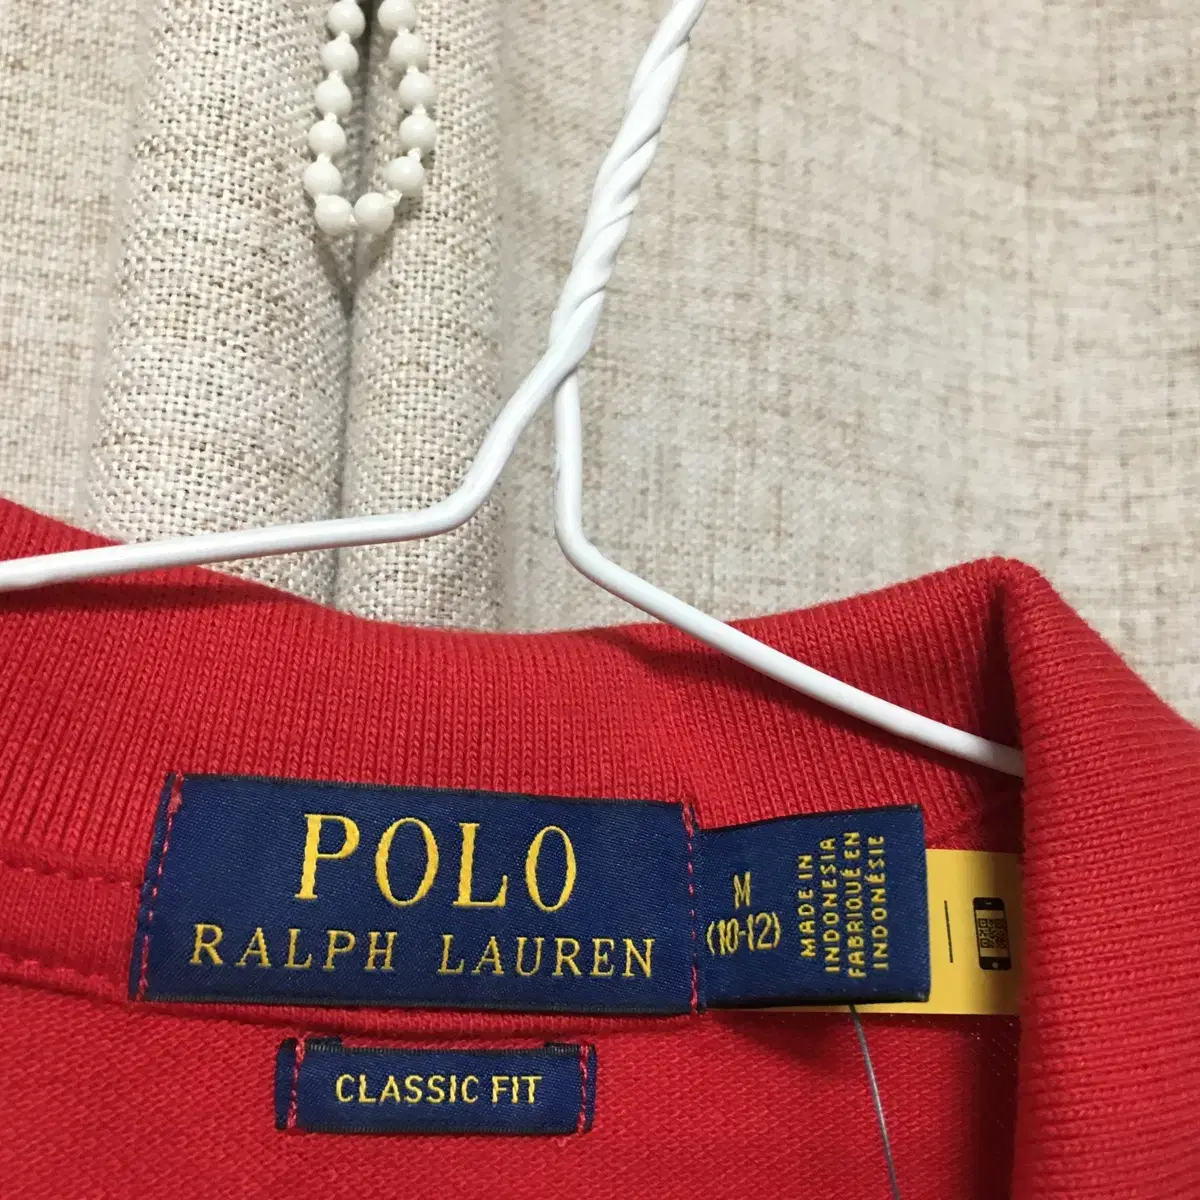 POLO
RALPH LAUREN
M
(10-12)
MADE IN
INDONESIA
FABRIQUÉ EN
INDONÉSIE
CLASSIC FIT